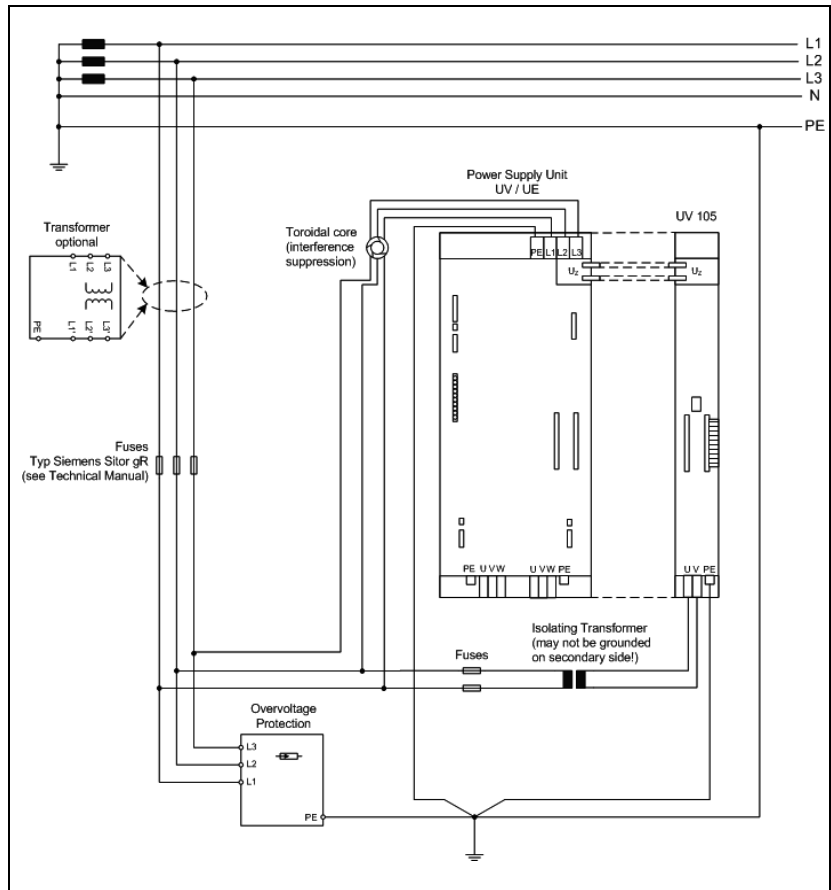 L1
L2
L3
N
PE
Power Supply Unit
UV / UE
UV 105
Toroidal core
(interference
suppression)
Transformer
optional
L1 L2 L3
PE L1' L2' L3'
PE L1 L2 L3
UZ
UZ
Fuses
Typ Siemens Sitor gR
(see Technical Manual)
PE U V W
U V W PE
U V PE
Isolating Transformer
(may not be grounded
on secondary side!)
Fuses
Overvoltage
Protection
L3
L2
L1
PE